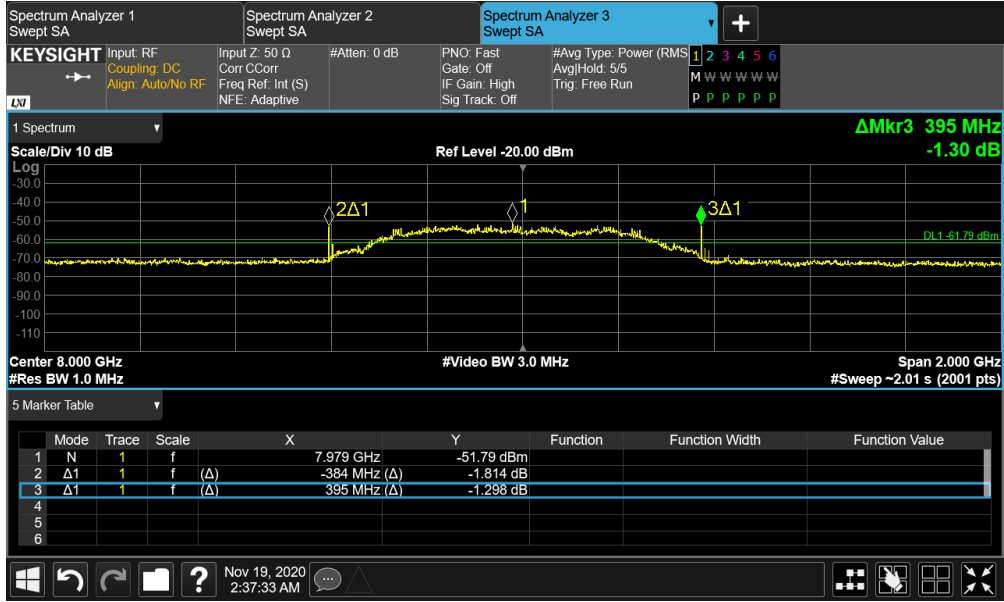 Spectrum Analyzer 1
Swept SA
Spectrum Analyzer 2
Swept SA
Spectrum Analyzer 3
Swept SA
▼
+
KEYSIGHT
LXI
Input: RF
Coupling: DC
Align: Auto/No RF
Input Z: 50 Ω
Corr CCorr
Freq Ref: Int (S)
NFE: Adaptive
#Atten: 0 dB
PNO: Fast
Gate: Off
IF Gain: High
Sig Track: Off
#Avg Type: Power (RMS
Avg|Hold: 5/5
Trig: Free Run
1 2 3 4 5 6
M W W W W W
P P P P P P
1 Spectrum ▼
ΔMkr3 395 MHz
-1.30 dB
Scale/Div 10 dB
Ref Level -20.00 dBm
Log
-30.0
-40.0
-50.0
-60.0
-70.0
-80.0
-90.0
-100
-110
2Δ1
1
3Δ1
DL1 -61.79 dBm
Center 8.000 GHz
#Video BW 3.0 MHz
Span 2.000 GHz
#Res BW 1.0 MHz
#Sweep ~2.01 s (2001 pts)
5 Marker Table ▼
Mode Trace Scale X Y Function Function Width Function Value
1 N 1 f 7.979 GHz -51.79 dBm
2 Δ1 1 f (Δ) -384 MHz (Δ) -1.814 dB
3 Δ1 1 f (Δ) 395 MHz (Δ) -1.298 dB
4
5
6
?
Nov 19, 2020
2:37:33 AM